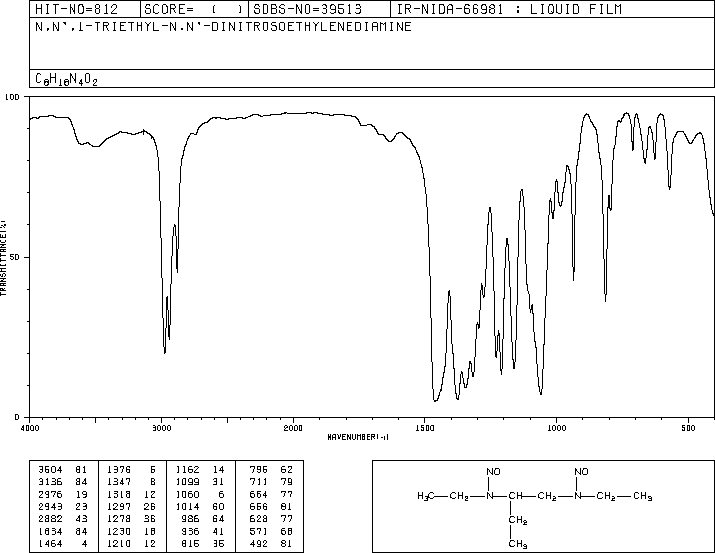 HIT-NO=812 SCORE= ( ) SDBS-NO=39513 IR-NIDA-66981 : LIQUID FILM
N,N',1-TRIETHYL-N,N'-DINITROSOETHYLENEDIAMINE
C8H18N4O2
100
50
0
TRANSMITTANCE(%)
4000 3000 2000 1500 1000 500
WAVENUMBER(-1)
3604 81 1376 6 1162 14 796 62
3136 84 1347 8 1099 31 711 79
2976 19 1318 12 1060 6 664 77
2943 23 1297 26 1014 60 666 81
2882 43 1278 36 986 64 628 77
1634 84 1230 18 936 41 571 68
1464 4 1210 12 816 35 492 81
NO NO
H3C—CH2—N—CH—CH2—N—CH2—CH3
CH2
CH3